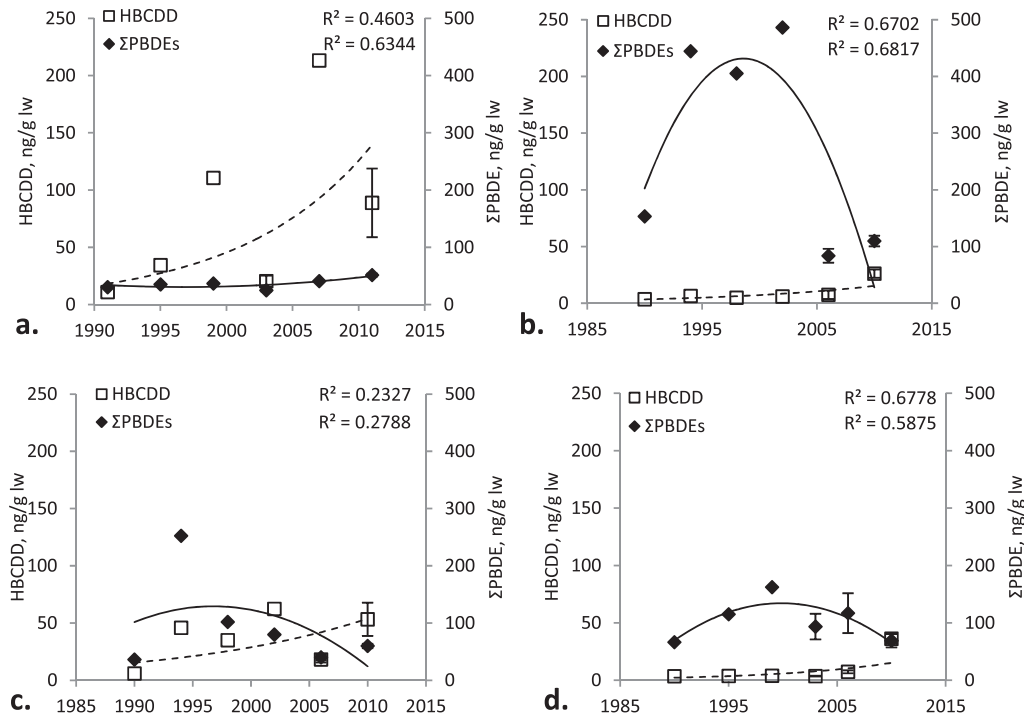 HBCDD
ΣPBDEs
R² = 0.4603
R² = 0.6344
250
200
150
100
50
0
HBCDD, ng/g lw
500
400
300
200
100
0
ΣPBDE, ng/g lw
1990 1995 2000 2005 2010 2015
a.
HBCDD
ΣPBDEs
R² = 0.6702
R² = 0.6817
250
200
150
100
50
0
HBCDD, ng/g lw
500
400
300
200
100
0
ΣPBDE, ng/g lw
1985 1995 2005 2015
b.
HBCDD
ΣPBDEs
R² = 0.2327
R² = 0.2788
250
200
150
100
50
0
HBCDD, ng/g lw
500
400
300
200
100
0
ΣPBDE, ng/g lw
1985 1990 1995 2000 2005 2010 2015
c.
HBCDD
ΣPBDEs
R² = 0.6778
R² = 0.5875
250
200
150
100
50
0
HBCDD, ng/g lw
500
400
300
200
100
0
ΣPBDE, ng/g lw
1985 1995 2005 2015
d.